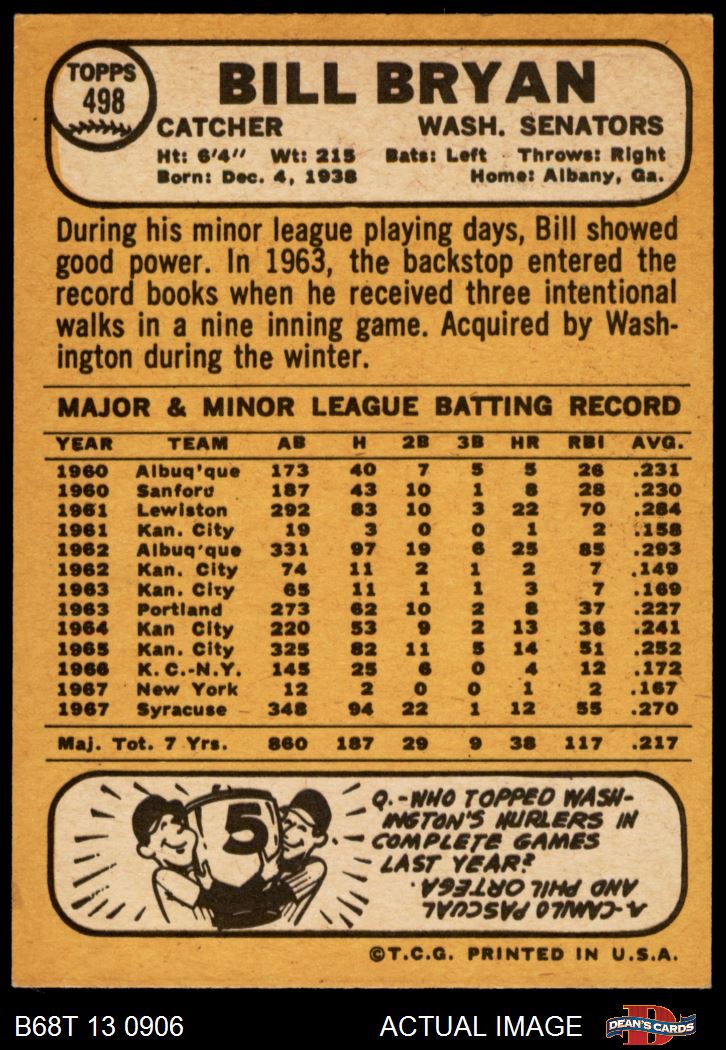 TOPPS
498
BILL BRYAN
CATCHER WASH. SENATORS
Ht: 6'4" Wt: 215 Bats: Left Throws: Right
Born: Dec. 4, 1938 Home: Albany, Ga.
During his minor league playing days, Bill showed
good power. In 1963, the backstop entered the
record books when he received three intentional
walks in a nine inning game. Acquired by Wash-
ington during the winter.
MAJOR & MINOR LEAGUE BATTING RECORD
YEAR TEAM AB H 2B 3B HR RBI AVG.
1960 Albuq'que 173 40 7 5 5 26 .231
1960 Sanford 187 43 10 1 8 28 .230
1961 Lewiston 292 83 10 3 22 70 .284
1961 Kan. City 19 3 0 0 1 2 .158
1962 Albuq'que 331 97 19 6 25 85 .293
1962 Kan. City 74 11 2 1 2 7 .149
1963 Kan. City 65 11 1 1 3 7 .169
1963 Portland 273 62 10 2 8 37 .227
1964 Kan City 220 53 9 2 13 36 .241
1965 Kan. City 325 82 11 5 14 51 .252
1966 K.C.-N.Y. 145 25 6 0 4 12 .172
1967 New York 12 2 0 0 1 2 .167
1967 Syracuse 348 94 22 1 12 55 .270
Maj. Tot. 7 Yrs. 860 187 29 9 38 117 .217
5
Q.-WHO TOPPED WASH-
INGTON'S HURLERS IN
COMPLETE GAMES
LAST YEAR?
A-CAMILO PASCUAL
AND PHIL ORTEGA.
©T.C.G. PRINTED IN U.S.A.
B68T 13 0906 ACTUAL IMAGE DEAN'S CARDS